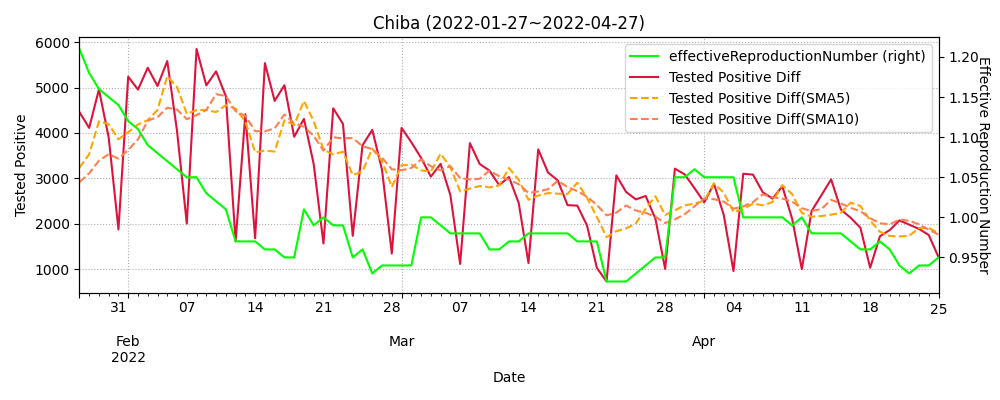 Chiba (2022-01-27~2022-04-27)
effectiveReproductionNumber (right)
Tested Positive Diff
Tested Positive Diff(SMA5)
Tested Positive Diff(SMA10)
Tested Positive
6000
5000
4000
3000
2000
1000
Effective Reproduction Number
1.20
1.15
1.10
1.05
1.00
0.95
31 07 14 21 28 07 14 21 28 04 11 18 25
Feb Mar Apr
2022
Date